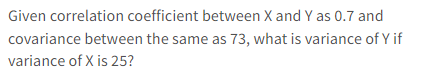 Given correlation coefficient between X and Y as 0.7 and
covariance between the same as 73, what is variance of Y if
variance of X is 25?